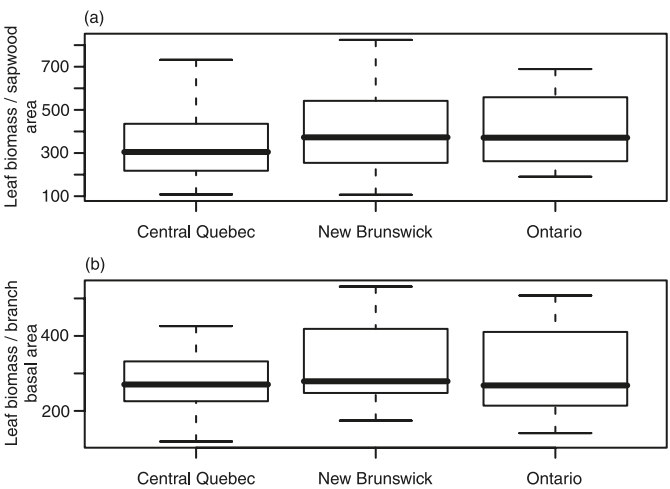 (a)
Leaf biomass / sapwood
area
700
500
300
100
Central Quebec New Brunswick Ontario
(b)
Leaf biomass / branch
basal area
400
200
Central Quebec New Brunswick Ontario